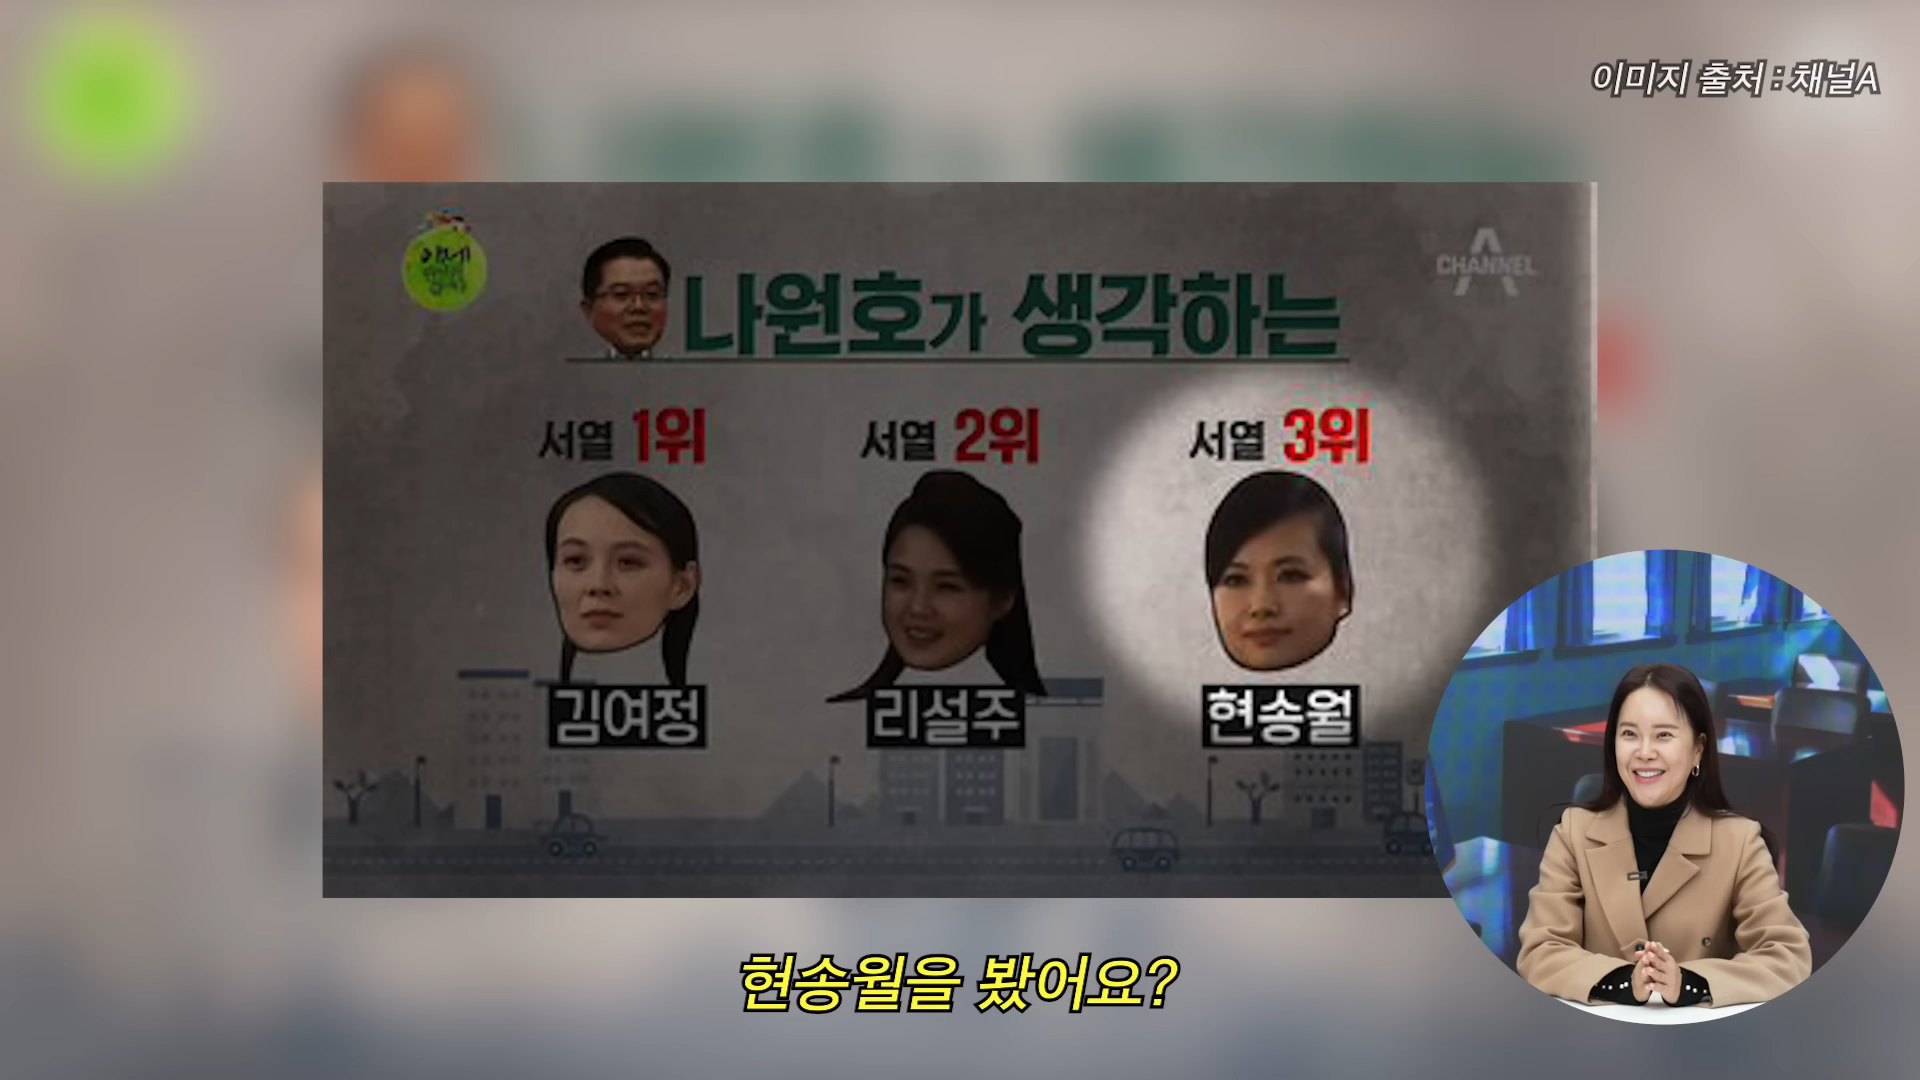 이미지 출처 : 채널A
이제
CHANNEL A
나원호가 생각하는
서열 1위
서열 2위
서열 3위
김여정
리설주
현송월
현송월을 봤어요?